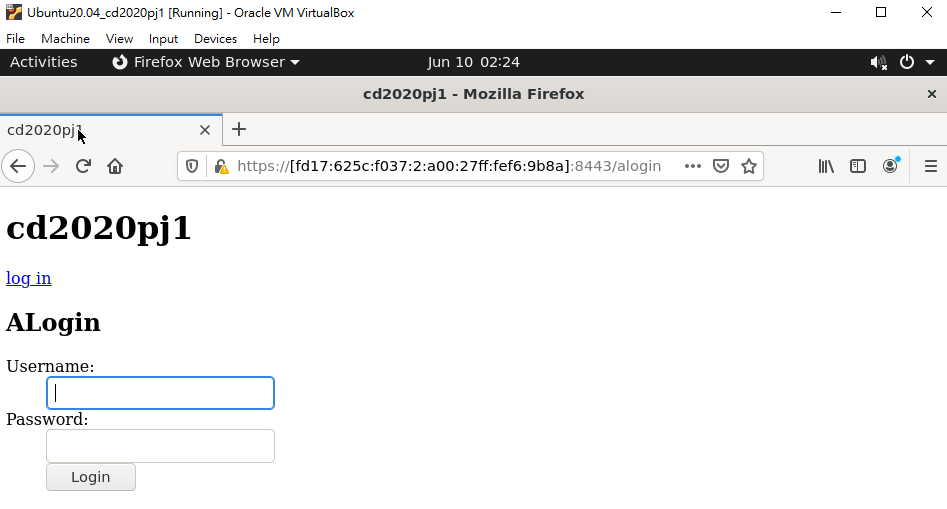 Ubuntu20.04_cd2020pj1 [Running] - Oracle VM VirtualBox
File Machine View Input Devices Help
Activities Firefox Web Browser Jun 10 02:24
cd2020pj1 - Mozilla Firefox
cd2020pj1
https://[fd17:625c:f037:2:a00:27ff:fef6:9b8a]:8443/alogin
cd2020pj1
log in
ALogin
Username:
Password:
Login